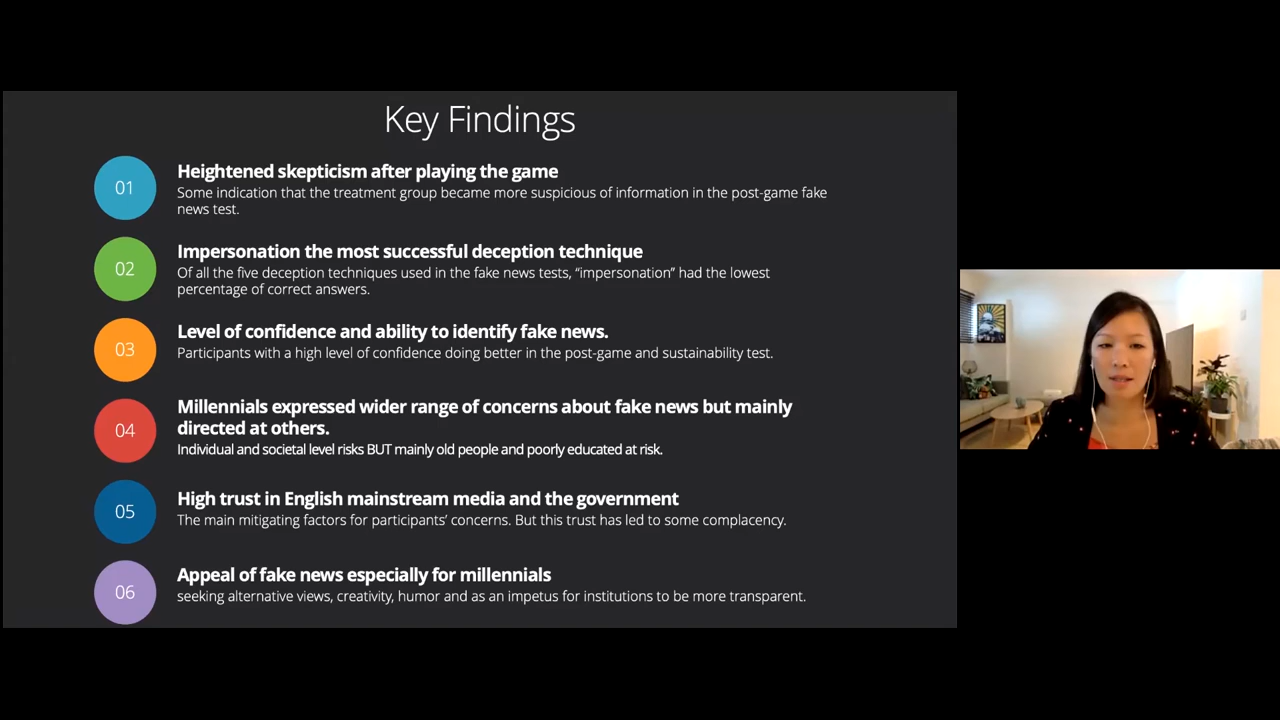 Key Findings
01
Heightened skepticism after playing the game
Some indication that the treatment group became more suspicious of information in the post-game fake
news test.
02
Impersonation the most successful deception technique
Of all the five deception techniques used in the fake news tests, “impersonation” had the lowest
percentage of correct answers.
03
Level of confidence and ability to identify fake news.
Participants with a high level of confidence doing better in the post-game and sustainability test.
04
Millennials expressed wider range of concerns about fake news but mainly
directed at others.
Individual and societal level risks BUT mainly old people and poorly educated at risk.
05
High trust in English mainstream media and the government
The main mitigating factors for participants’ concerns. But this trust has led to some complacency.
06
Appeal of fake news especially for millennials
seeking alternative views, creativity, humor and as an impetus for institutions to be more transparent.